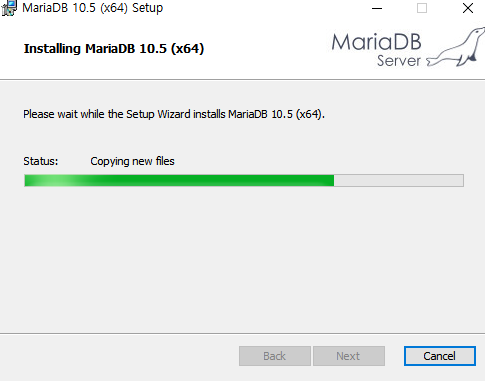 MariaDB 10.5 (x64) Setup
Installing MariaDB 10.5 (x64)
MariaDB
Server
Please wait while the Setup Wizard installs MariaDB 10.5 (x64).
Status: Copying new files
Back Next Cancel